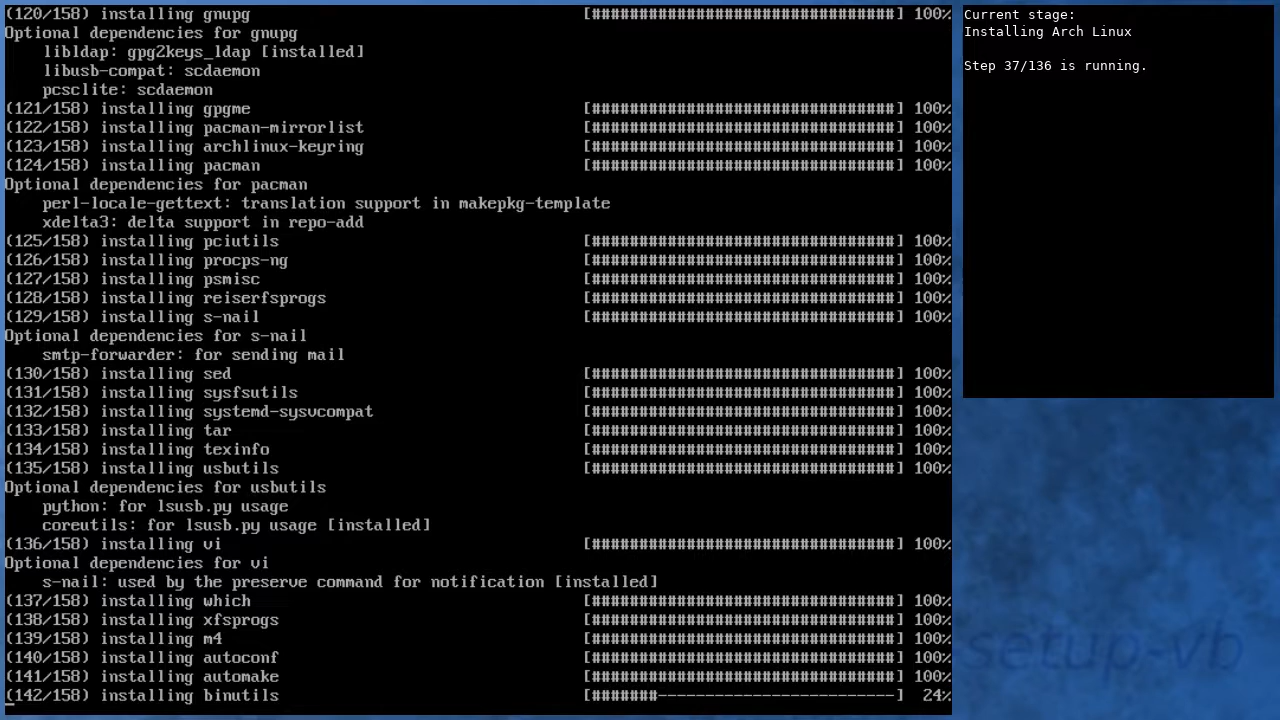 (120/158) installing gnupg [################################] 100%
Optional dependencies for gnupg
    libldap: gpg2keys_ldap [installed]
    libusb-compat: scdaemon
    pcsclite: scdaemon
(121/158) installing gpgme [################################] 100%
(122/158) installing pacman-mirrorlist [################################] 100%
(123/158) installing archlinux-keyring [################################] 100%
(124/158) installing pacman [################################] 100%
Optional dependencies for pacman
    perl-locale-gettext: translation support in makepkg-template
    xdelta3: delta support in repo-add
(125/158) installing pciutils [################################] 100%
(126/158) installing procps-ng [################################] 100%
(127/158) installing psmisc [################################] 100%
(128/158) installing reiserfsprogs [################################] 100%
(129/158) installing s-nail [################################] 100%
Optional dependencies for s-nail
    smtp-forwarder: for sending mail
(130/158) installing sed [################################] 100%
(131/158) installing sysfsutils [################################] 100%
(132/158) installing systemd-sysvcompat [################################] 100%
(133/158) installing tar [################################] 100%
(134/158) installing texinfo [################################] 100%
(135/158) installing usbutils [################################] 100%
Optional dependencies for usbutils
    python: for lsusb.py usage
    coreutils: for lsusb.py usage [installed]
(136/158) installing vi [################################] 100%
Optional dependencies for vi
    s-nail: used by the preserve command for notification [installed]
(137/158) installing which [################################] 100%
(138/158) installing xfsprogs [################################] 100%
(139/158) installing m4 [################################] 100%
(140/158) installing autoconf [################################] 100%
(141/158) installing automake [################################] 100%
(142/158) installing binutils [#######-------------------------] 24%
Current stage:
Installing Arch Linux
Step 37/136 is running.
setup-vb